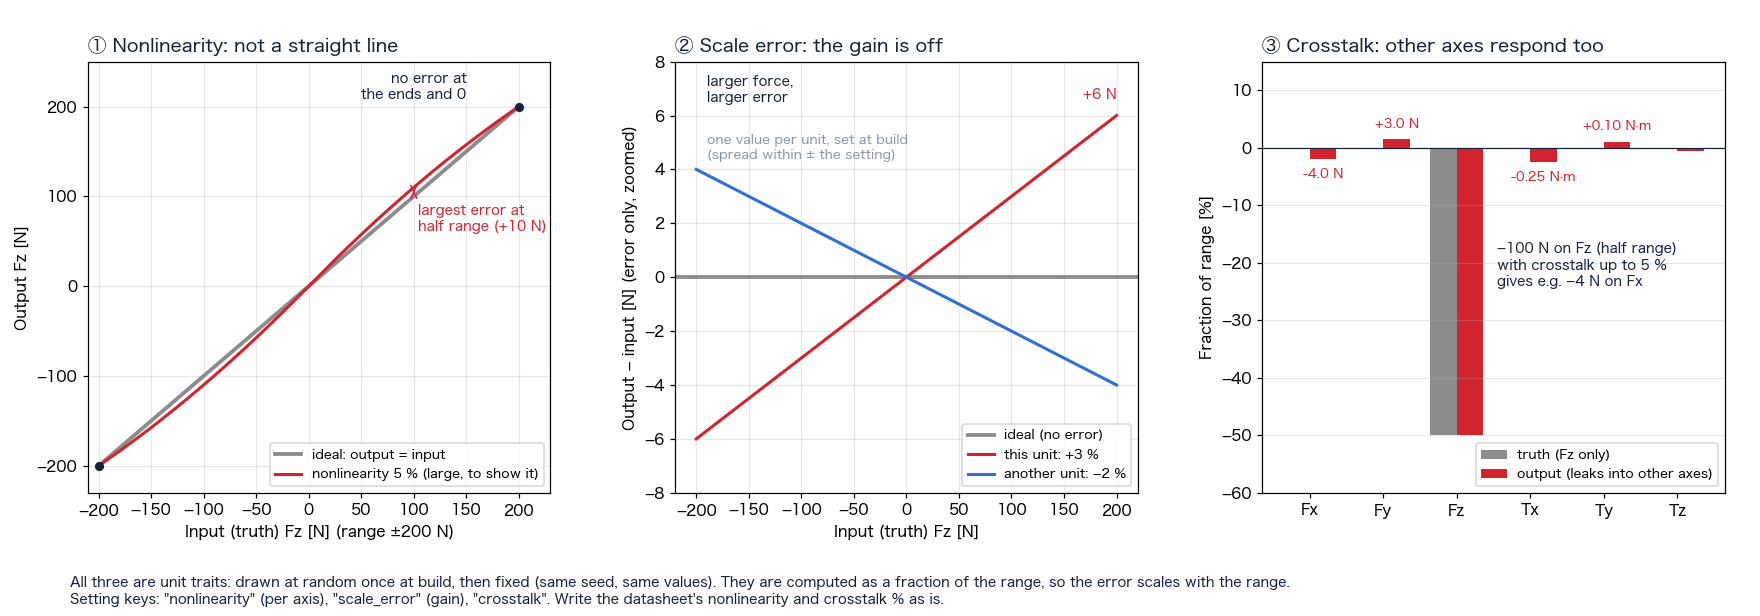 ① Nonlinearity: not a straight line
no error at
the ends and 0
largest error at
half range (+10 N)
Output Fz [N]
200
100
0
−100
−200
ideal: output = input
nonlinearity 5 % (large, to show it)
−200 −150 −100 −50 0 50 100 150 200
Input (truth) Fz [N] (range ±200 N)
② Scale error: the gain is off
larger force,
larger error
+6 N
one value per unit, set at build
(spread within ± the setting)
Output − input [N] (error only, zoomed)
8
6
4
2
0
−2
−4
−6
−8
ideal (no error)
this unit: +3 %
another unit: −2 %
−200 −150 −100 −50 0 50 100 150 200
Input (truth) Fz [N]
③ Crosstalk: other axes respond too
Fraction of range [%]
10
0
−10
−20
−30
−40
−50
−60
-4.0 N
+3.0 N
-0.25 N·m
+0.10 N·m
−100 N on Fz (half range)
with crosstalk up to 5 %
gives e.g. −4 N on Fx
truth (Fz only)
output (leaks into other axes)
Fx Fy Fz Tx Ty Tz
All three are unit traits: drawn at random once at build, then fixed (same seed, same values). They are computed as a fraction of the range, so the error scales with the range.
Setting keys: "nonlinearity" (per axis), "scale_error" (gain), "crosstalk". Write the datasheet's nonlinearity and crosstalk % as is.